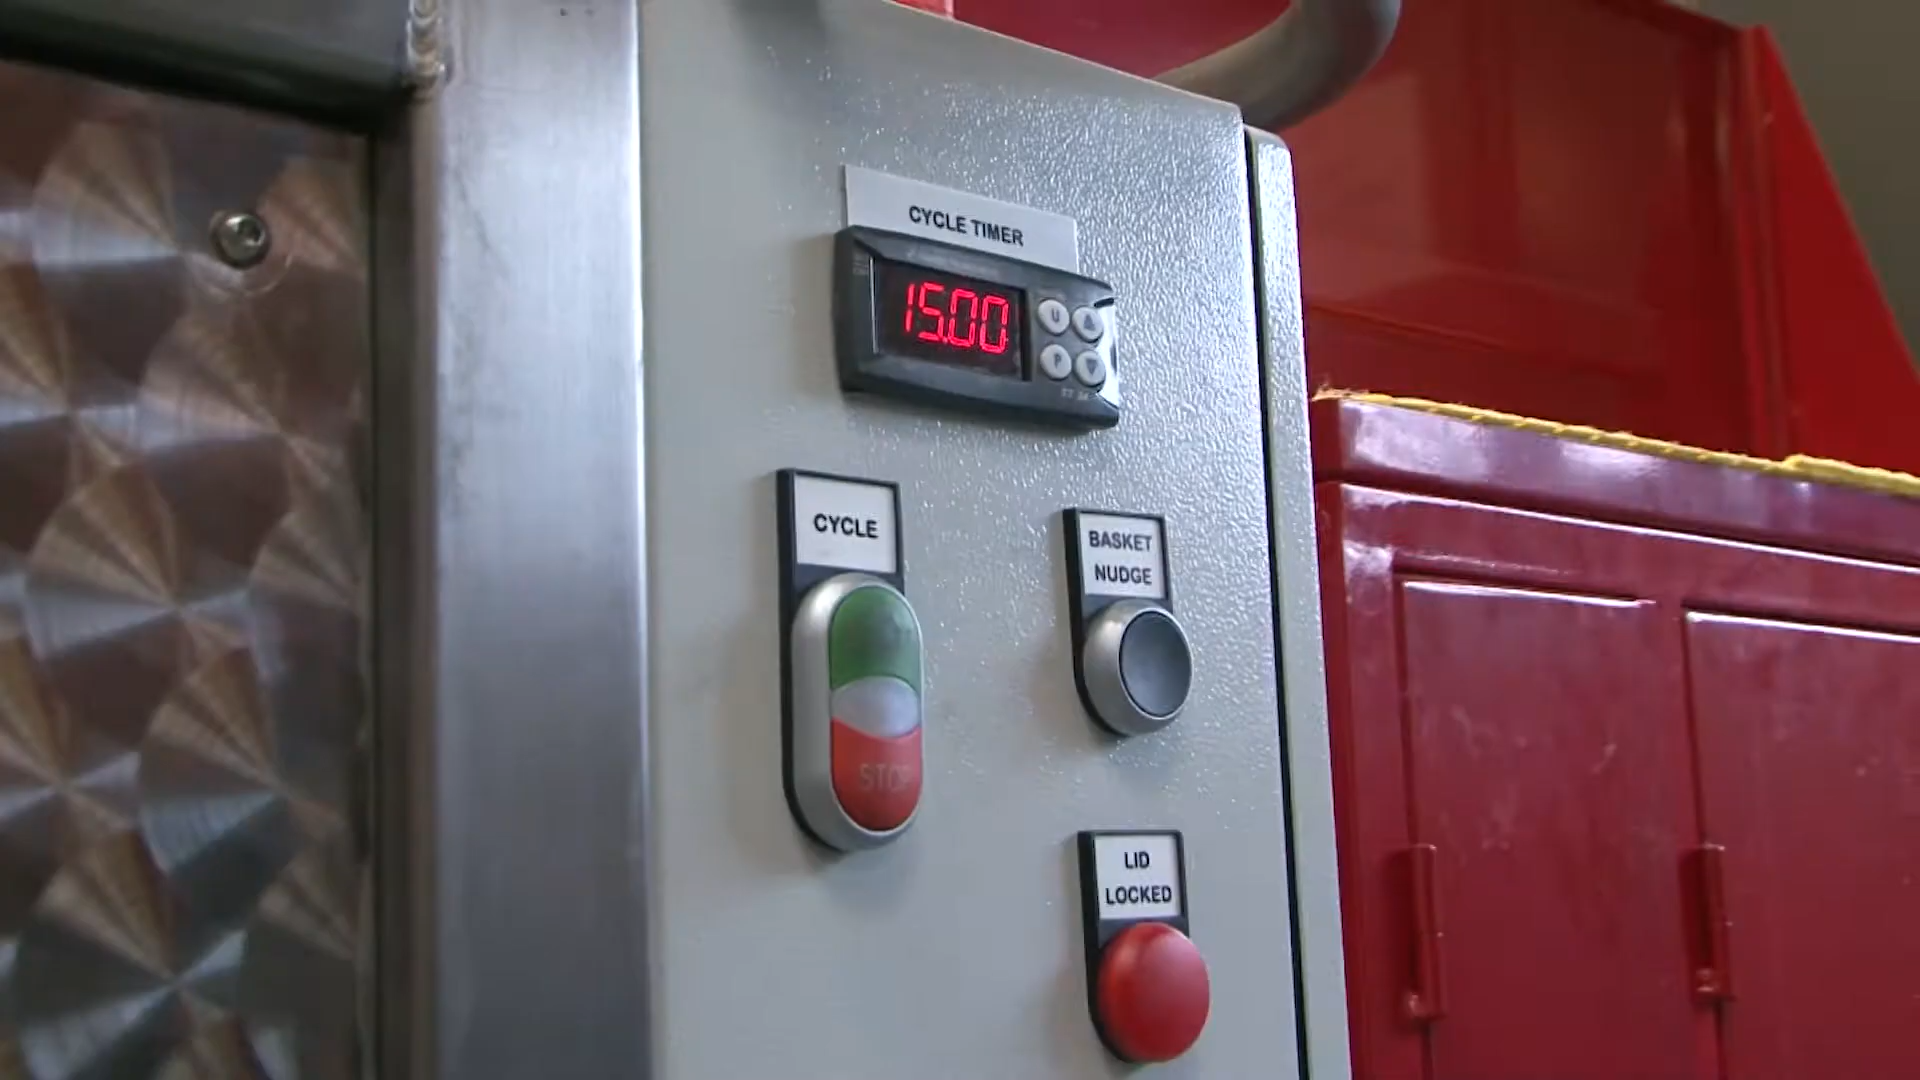 CYCLE TIMER
15.00
U
P
CYCLE
STOP
BASKET
NUDGE
LID
LOCKED